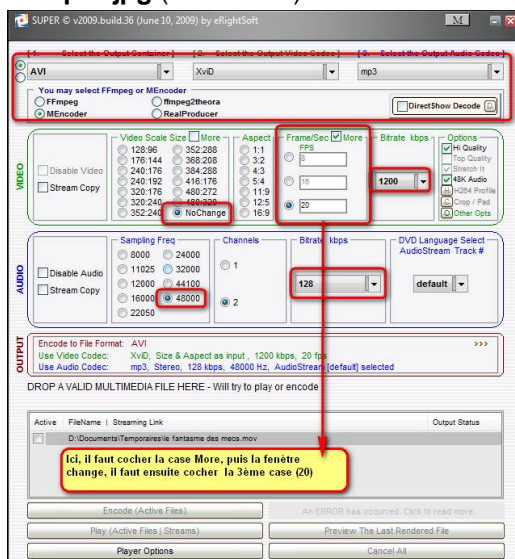 SUPER © v2009.build.36 (June 10, 2009) by eRightSoft
M
[ 1. Select the Output Container ] [ 2. Select the Output Video Codec ] [ 3. Select the Output Audio Codec ]
AVI XviD mp3
You may select FFmpeg or MEncoder
FFmpeg ffmpeg2theora
MEncoder RealProducer
DirectShow Decode
VIDEO
Disable Video
Stream Copy
Video Scale Size More
128:96 352:288
176:144 368:208
240:176 384:288
240:192 416:176
320:176 480:272
320:240 480:320
352:240 NoChange
Aspect
1:1
3:2
4:3
5:4
11:9
12:5
16:9
Frame/Sec More
FPS
8
16
20
Bitrate kbps
1200
Options
Hi Quality
Top Quality
Stretch It
48K Audio
H264 Profile
Crop / Pad
Other Opts
AUDIO
Disable Audio
Stream Copy
Sampling Freq
8000 24000
11025 32000
12000 44100
16000 48000
22050
Channels
1
2
Bitrate kbps
128
DVD Language Select
AudioStream Track #
default
OUTPUT
Encode to File Format: AVI >>>
Use Video Codec: XviD, Size & Aspect as input , 1200 kbps, 20 fps
Use Audio Codec: mp3, Stereo, 128 kbps, 48000 Hz, AudioStream [default] selected
DROP A VALID MULTIMEDIA FILE HERE - Will try to play or encode
Active FileName | Streaming Link Output Status
D:\Documents\Temporaires\le fantasme des mecs.mov
Ici, il faut cocher la case More, puis la fenêtre
change, il faut ensuite cocher la 3ème case (20)
Encode (Active Files) An ERROR has occurred. Click to read more..
Play (Active Files | Streams) Preview The Last Rendered File
Player Options Cancel All